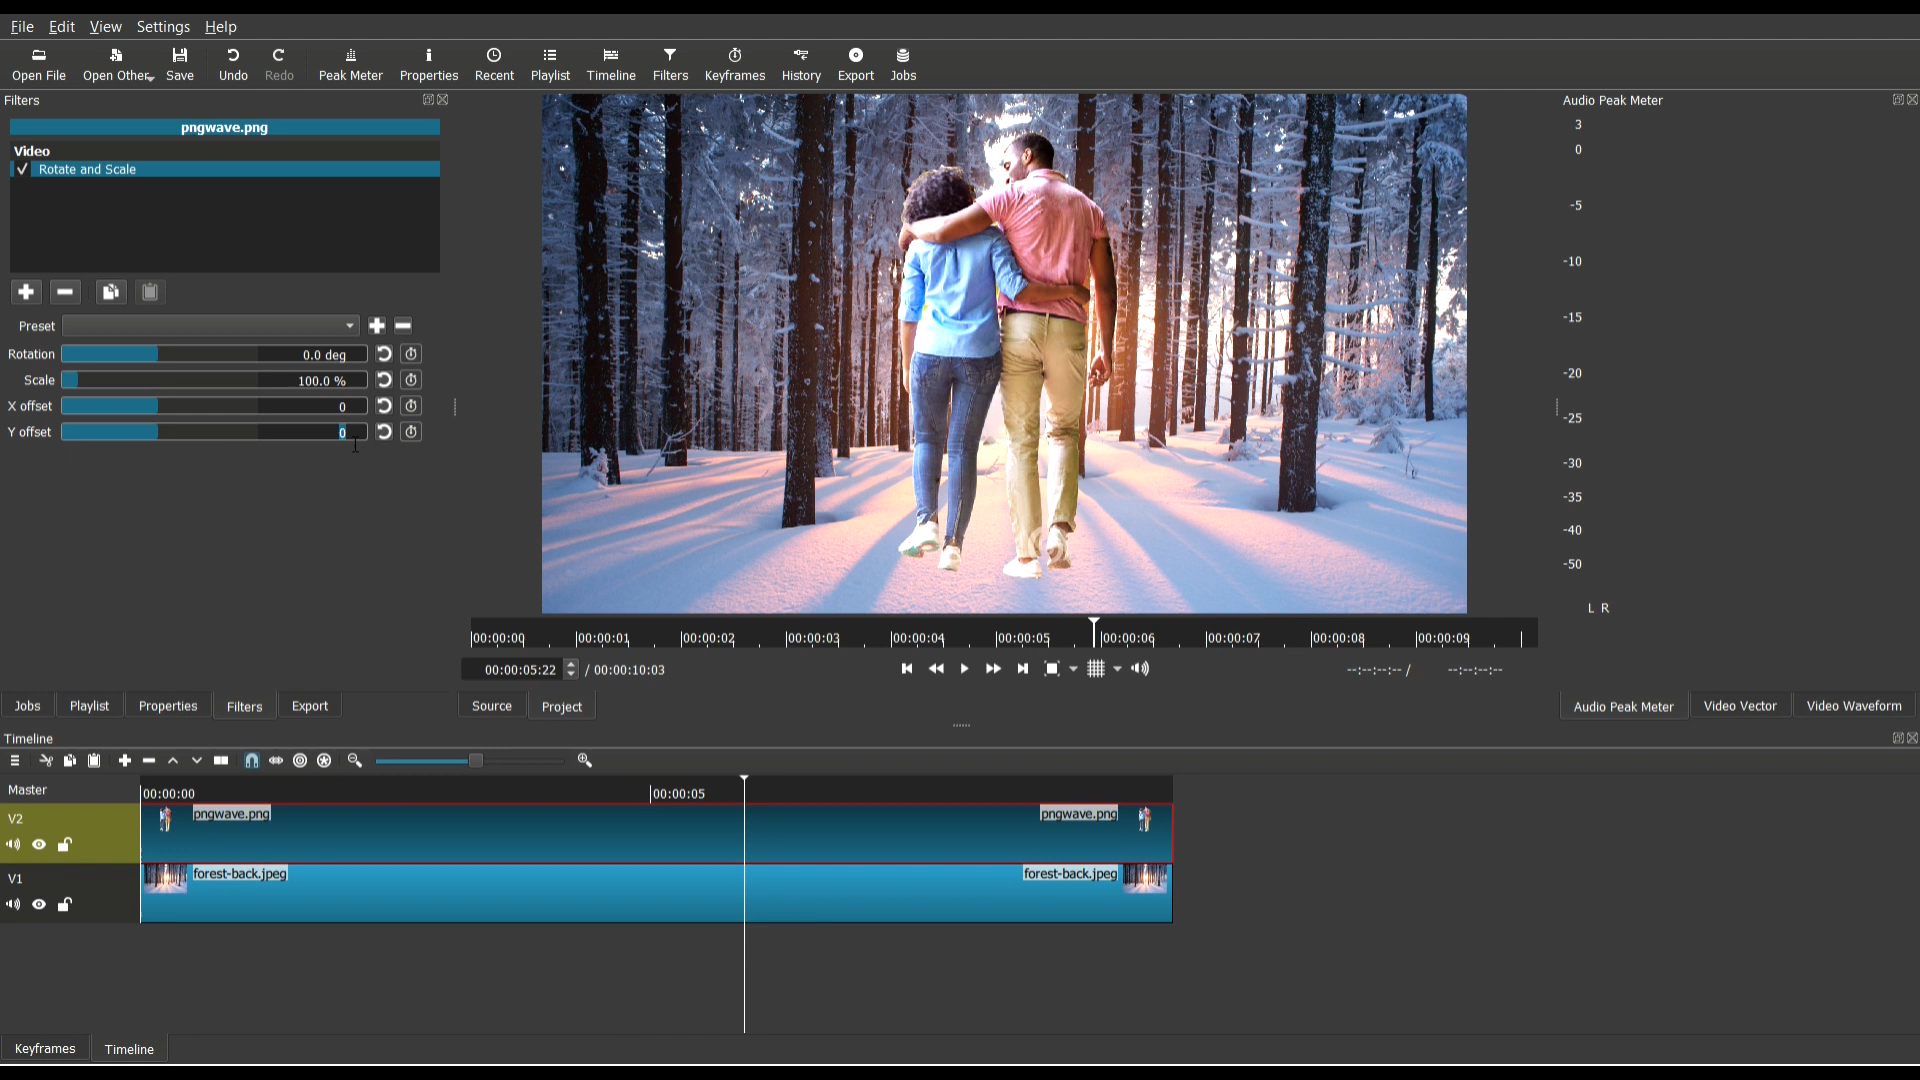 File Edit View Settings Help
Open File Open Other Save Undo Redo Peak Meter Properties Recent Playlist Timeline Filters Keyframes History Export Jobs
Filters
pngwave.png
Video
Rotate and Scale
Preset
Rotation 0.0 deg
Scale 100.0 %
X offset 0
Y offset 0
Audio Peak Meter
3
0
-5
-10
-15
-20
-25
-30
-35
-40
-50
L R
00:00:00 00:00:01 00:00:02 00:00:03 00:00:04 00:00:05 00:00:06 00:00:07 00:00:08 00:00:09
00:00:05:22 / 00:00:10:03 --:--:--:-- / --:--:--:--
Jobs Playlist Properties Filters Export Source Project Audio Peak Meter Video Vector Video Waveform
Timeline
Master
00:00:00 00:00:05
V2 pngwave.png pngwave.png
V1 forest-back.jpeg forest-back.jpeg
Keyframes Timeline